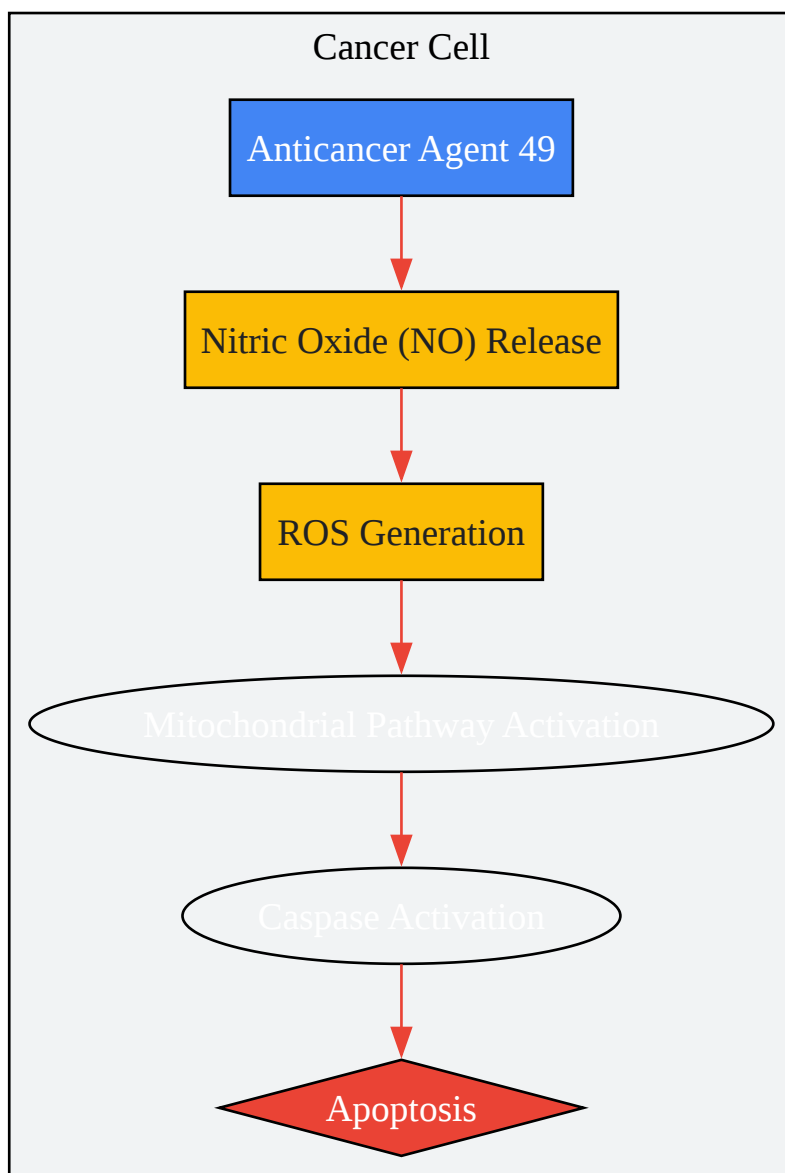 Cancer Cell
Anticancer Agent 49
Nitric Oxide (NO) Release
ROS Generation
Mitochondrial Pathway Activation
Caspase Activation
Apoptosis